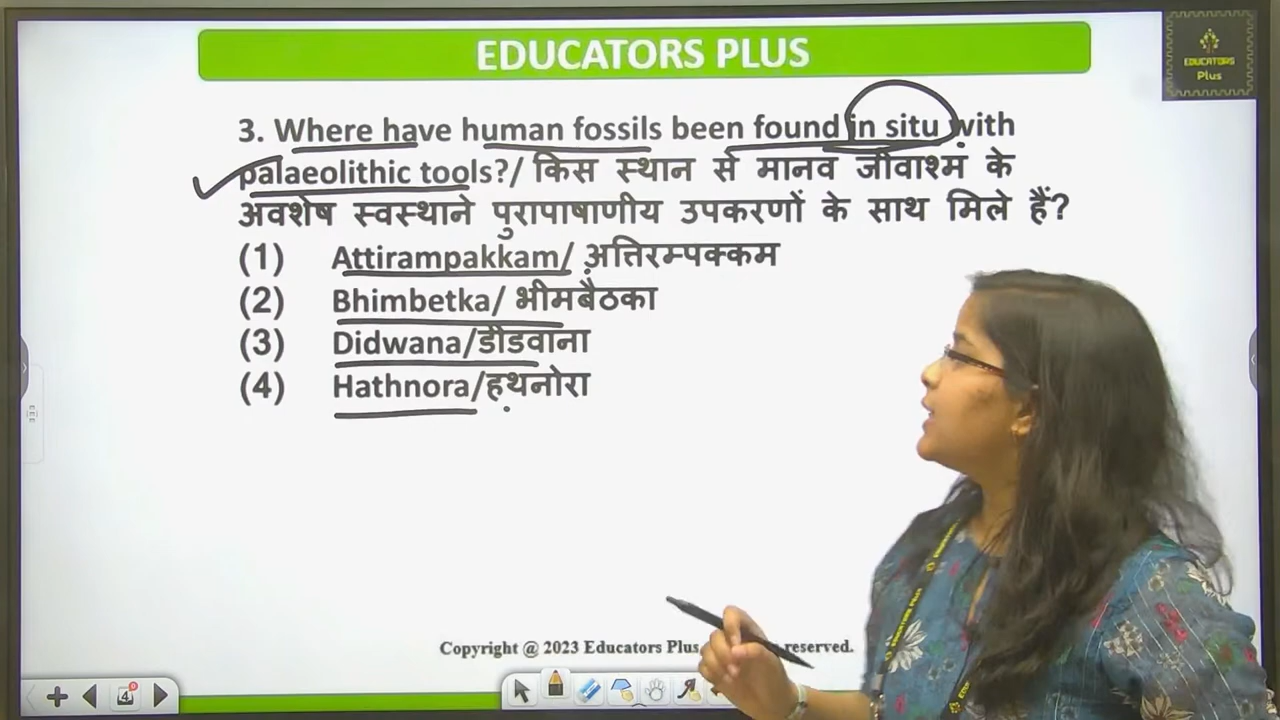 EDUCATORS PLUS
EDUCATORS
Plus
3. Where have human fossils been found in situ with
palaeolithic tools?/ किस स्थान से मानव जीवाश्म के
अवशेष स्वस्थाने पुरापाषाणीय उपकरणों के साथ मिले हैं?
(1) Attirampakkam/ अत्तिरम्पक्कम
(2) Bhimbetka/ भीमबैठका
(3) Didwana/डीडवाना
(4) Hathnora/हथनोरा
Copyright @ 2023 Educators Plus reserved.
4